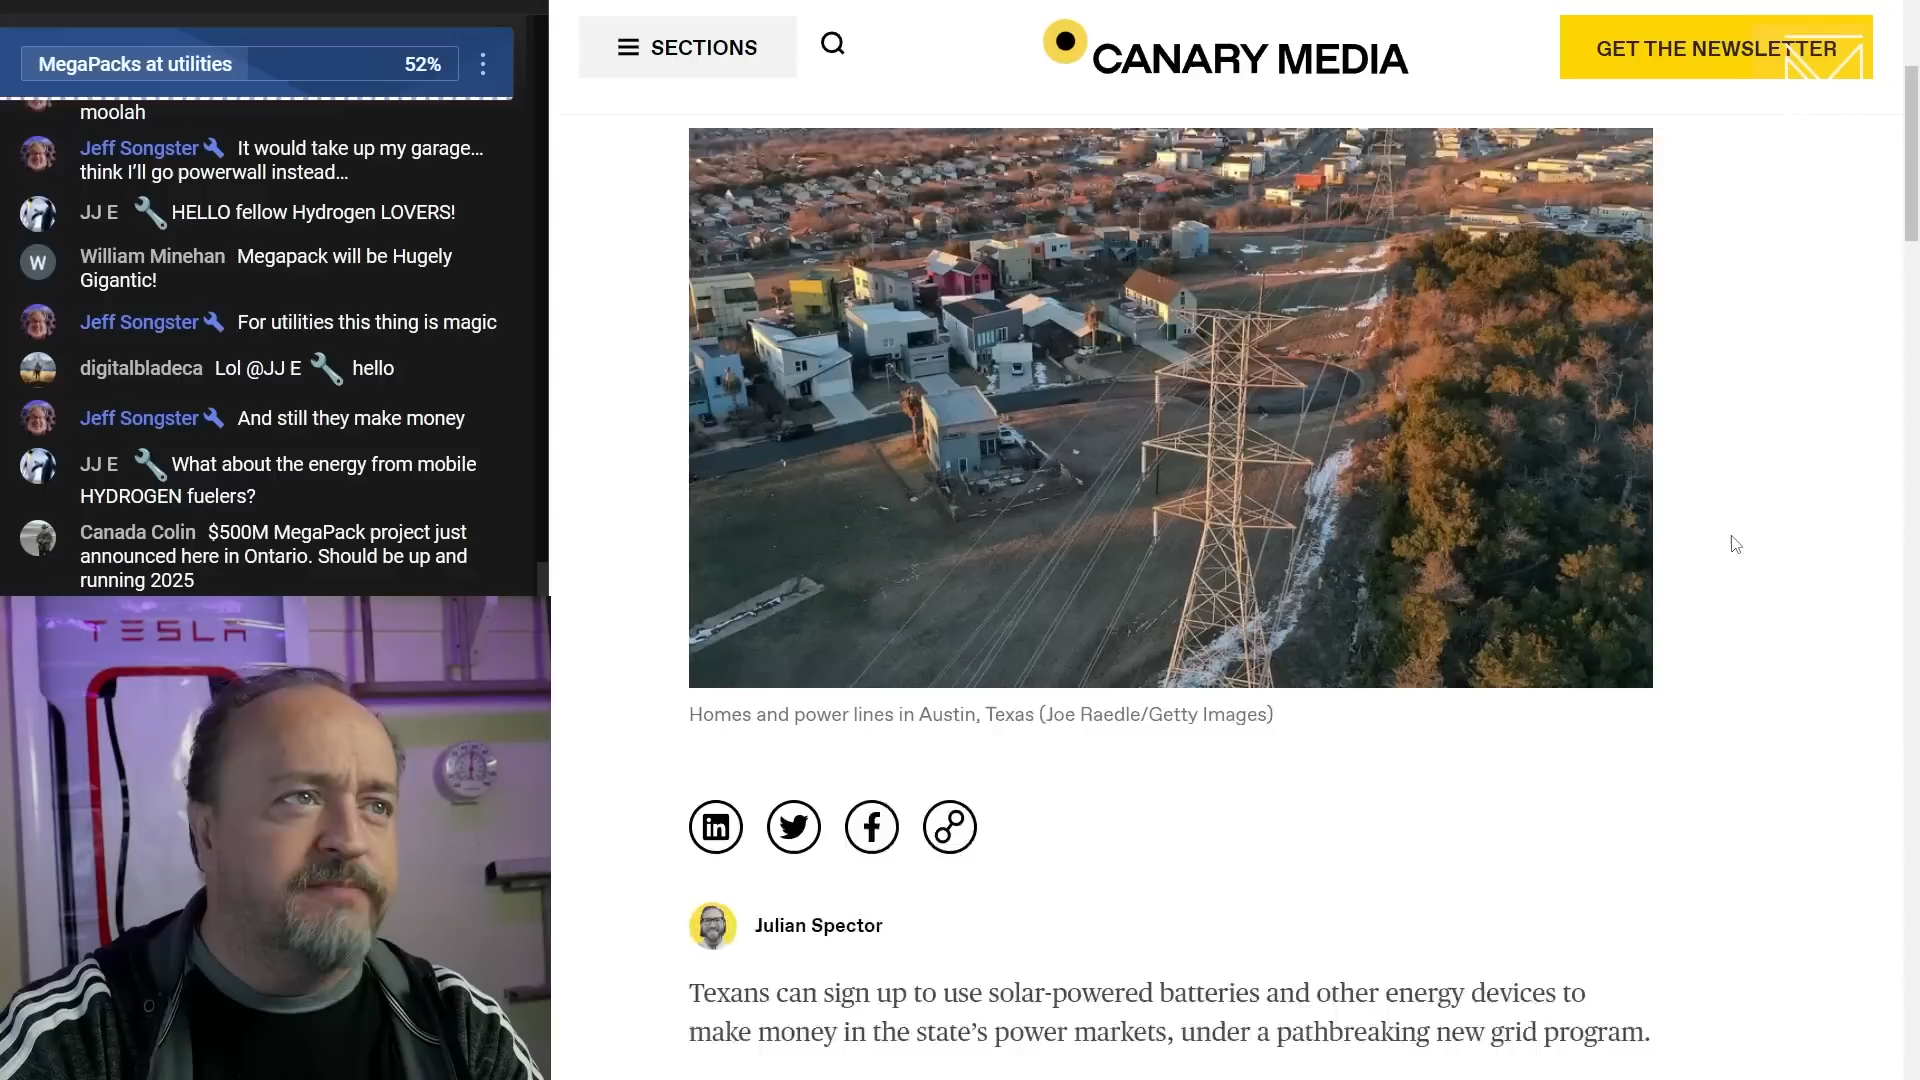 MegaPacks at utilities 52%
moolah
Jeff Songster It would take up my garage...
think I'll go powerwall instead...
JJ E HELLO fellow Hydrogen LOVERS!
W
William Minehan Megapack will be Hugely
Gigantic!
Jeff Songster For utilities this thing is magic
digitalbladeca Lol @JJ E hello
Jeff Songster And still they make money
JJ E What about the energy from mobile
HYDROGEN fuelers?
Canada Colin $500M MegaPack project just
announced here in Ontario. Should be up and
running 2025
TESLA
SECTIONS
CANARY MEDIA
GET THE NEWSLETTER
Homes and power lines in Austin, Texas (Joe Raedle/Getty Images)
in
f
Julian Spector
Texans can sign up to use solar-powered batteries and other energy devices to
make money in the state's power markets, under a pathbreaking new grid program.